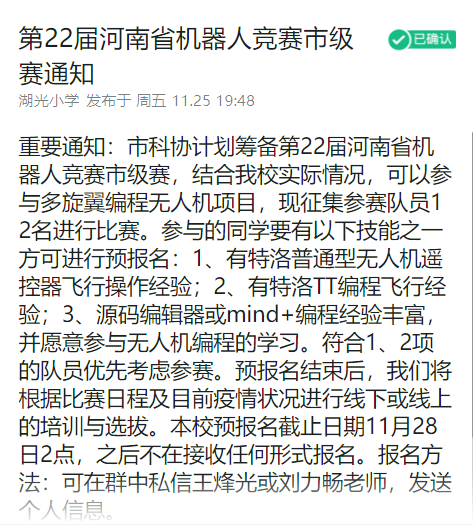 第22届河南省机器人竞赛市级
赛通知
已确认
湖光小学 发布于 周五 11.25 19:48
重要通知：市科协计划筹备第22届河南省机
器人竞赛市级赛，结合我校实际情况，可以参
与多旋翼编程无人机项目，现征集参赛队员1
2名进行比赛。参与的同学要有以下技能之一
方可进行预报名：1、有特洛普通型无人机遥
控器飞行操作经验；2、有特洛TT编程飞行经
验；3、源码编辑器或mind+编程经验丰富，
并愿意参与无人机编程的学习。符合1、2项
的队员优先考虑参赛。预报名结束后，我们将
根据比赛日程及目前疫情状况进行线下或线上
的培训与选拔。本校预报名截止日期11月28
日2点，之后不在接收任何形式报名。报名方
法：可在群中私信王烽光或刘力畅老师，发送
个人信息。